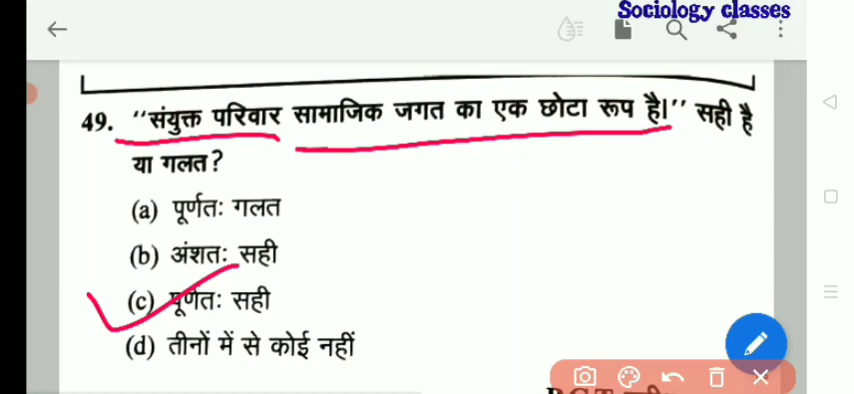 Sociology classes
49. ‘‘संयुक्त परिवार सामाजिक जगत का एक छोटा रूप है।’’ सही है
या गलत?
(a) पूर्णतः गलत
(b) अंशतः सही
(c) पूर्णतः सही
(d) तीनों में से कोई नहीं